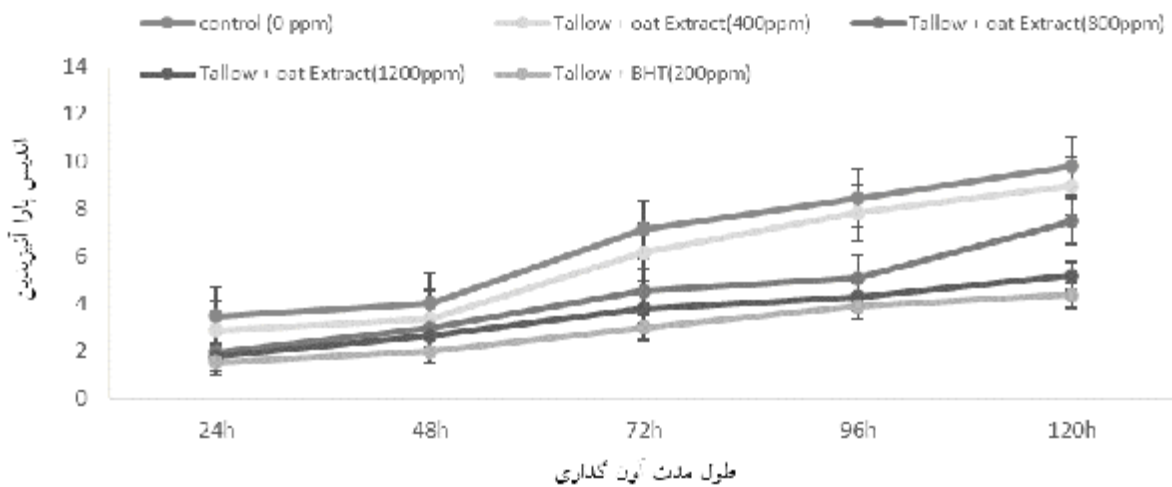 control (0 ppm) Tallow + oat Extract(400ppm) Tallow + oat Extract(800ppm)
Tallow + oat Extract(1200ppm) Tallow + BHT(200ppm)
14
12
10
8
6
4
2
0
اندیس پارا آنیزیدین
24h 48h 72h 96h 120h
طول مدت آون گذاری